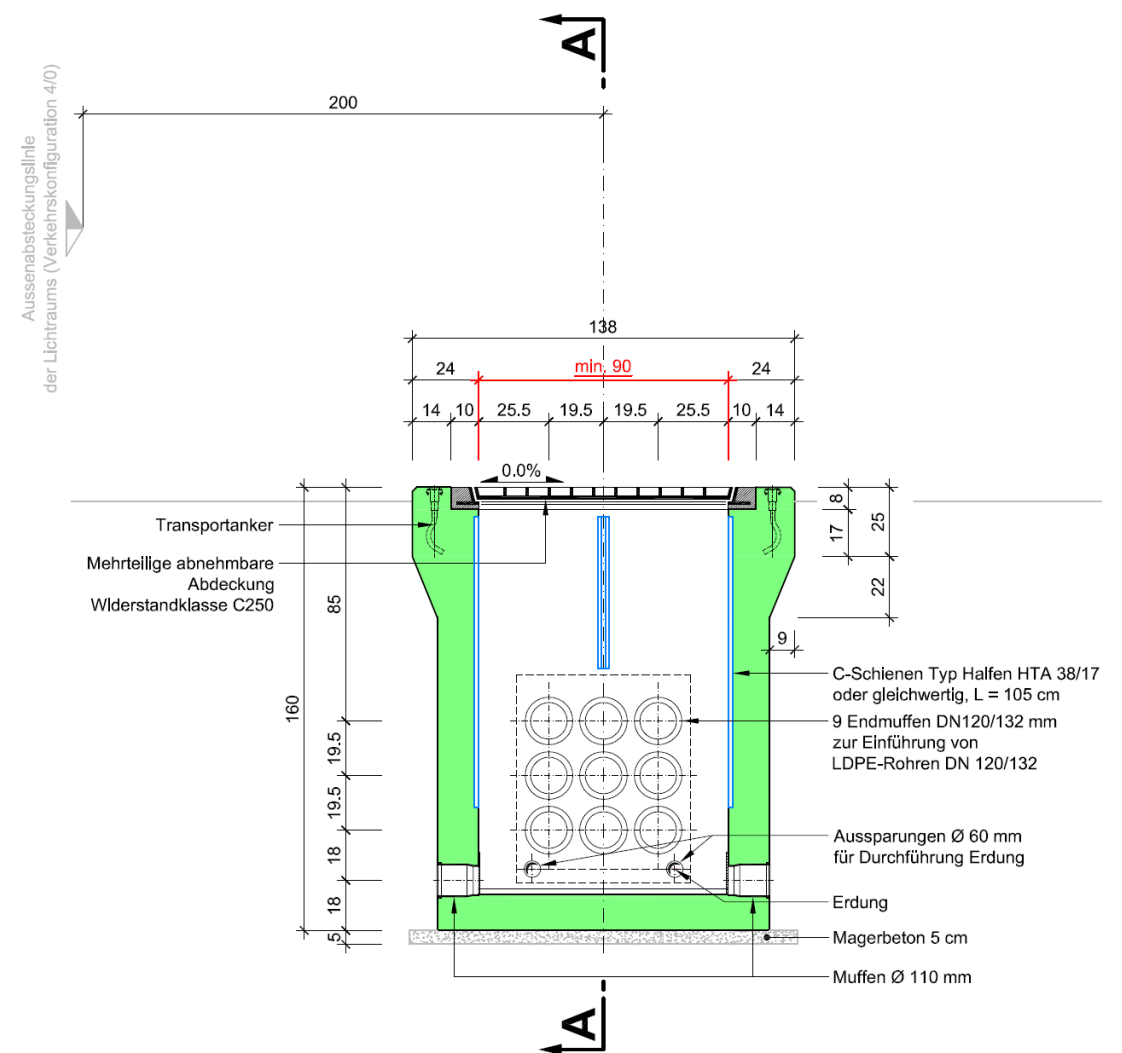 A
200
Aussenabsteckungslinie
der Lichtraums (Verkehrskonfiguration 4/0)
138
24
min. 90
24
14
10
25.5
19.5
19.5
25.5
10
14
0.0%
Transportanker
Mehrteilige abnehmbare
Abdeckung
WIderstandklasse C250
8
25
17
22
9
85
160
19.5
19.5
18
18
5
C-Schienen Typ Halfen HTA 38/17
oder gleichwertig, L = 105 cm
9 Endmuffen DN120/132 mm
zur Einführung von
LDPE-Rohren DN 120/132
Aussparungen Ø 60 mm
für Durchführung Erdung
Erdung
Magerbeton 5 cm
Muffen Ø 110 mm
A